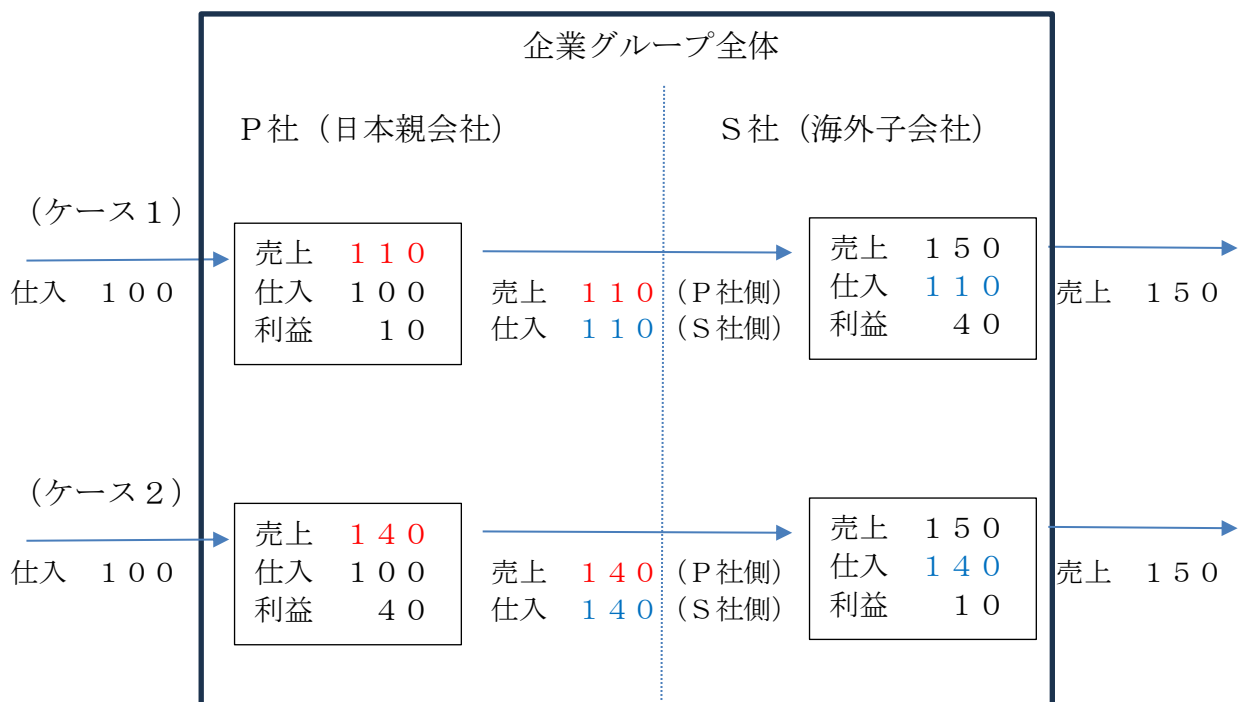 企業グループ全体
P社（日本親会社） S社（海外子会社）
（ケース１）
仕入 １００
売上 １１０
仕入 １００
利益 １０
売上 １１０（P社側）
仕入 １１０（S社側）
売上 １５０
仕入 １１０
利益 ４０
売上 １５０
（ケース２）
仕入 １００
売上 １４０
仕入 １００
利益 ４０
売上 １４０（P社側）
仕入 １４０（S社側）
売上 １５０
仕入 １４０
利益 １０
売上 １５０